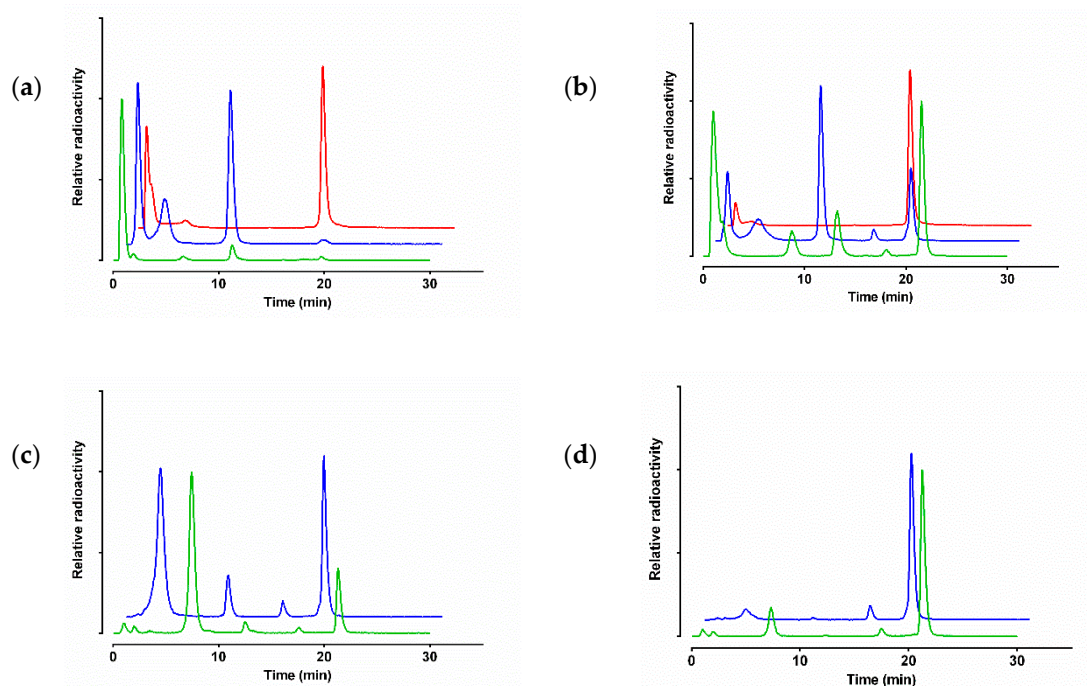 (a)
Relative radioactivity
0 10 20 30
Time (min)
(b)
Relative radioactivity
0 10 20 30
Time (min)
(c)
Relative radioactivity
0 10 20 30
Time (min)
(d)
Relative radioactivity
0 10 20 30
Time (min)